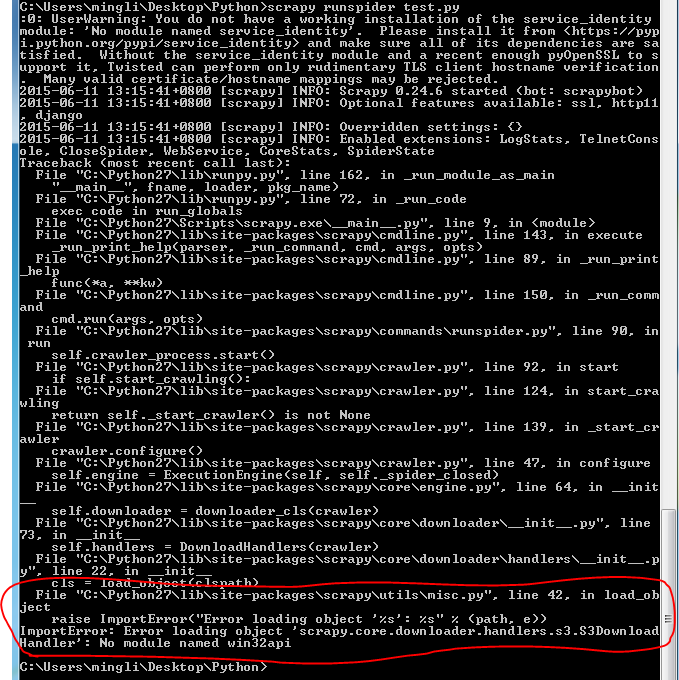 C:\Users\mingli\Desktop\Python>scrapy runspider test.py
:0: UserWarning: You do not have a working installation of the service_identity
module: 'No module named service_identity'.  Please install it from <https://pyp
i.python.org/pypi/service_identity> and make sure all of its dependencies are sa
tisfied.  Without the service_identity module and a recent enough pyOpenSSL to s
upport it, Twisted can perform only rudimentary TLS client hostname verification
.  Many valid certificate/hostname mappings may be rejected.
2015-06-11 13:15:41+0800 [scrapy] INFO: Scrapy 0.24.6 started (bot: scrapybot)
2015-06-11 13:15:41+0800 [scrapy] INFO: Optional features available: ssl, http11
, django
2015-06-11 13:15:41+0800 [scrapy] INFO: Overridden settings: {}
2015-06-11 13:15:41+0800 [scrapy] INFO: Enabled extensions: LogStats, TelnetCons
ole, CloseSpider, WebService, CoreStats, SpiderState
Traceback (most recent call last):
  File "C:\Python27\lib\runpy.py", line 162, in _run_module_as_main
    "__main__", fname, loader, pkg_name)
  File "C:\Python27\lib\runpy.py", line 72, in _run_code
    exec code in run_globals
  File "C:\Python27\Scripts\scrapy.exe\__main__.py", line 9, in <module>
  File "C:\Python27\lib\site-packages\scrapy\cmdline.py", line 143, in execute
    _run_print_help(parser, _run_command, cmd, args, opts)
  File "C:\Python27\lib\site-packages\scrapy\cmdline.py", line 89, in _run_print
_help
    func(*a, **kw)
  File "C:\Python27\lib\site-packages\scrapy\cmdline.py", line 150, in _run_comm
and
    cmd.run(args, opts)
  File "C:\Python27\lib\site-packages\scrapy\commands\runspider.py", line 90, in
 run
    self.crawler_process.start()
  File "C:\Python27\lib\site-packages\scrapy\crawler.py", line 92, in start
    if self.start_crawling():
  File "C:\Python27\lib\site-packages\scrapy\crawler.py", line 124, in start_cra
wling
    return self._start_crawler() is not None
  File "C:\Python27\lib\site-packages\scrapy\crawler.py", line 139, in _start_cr
awler
    crawler.configure()
  File "C:\Python27\lib\site-packages\scrapy\crawler.py", line 47, in configure
    self.engine = ExecutionEngine(self, self._spider_closed)
  File "C:\Python27\lib\site-packages\scrapy\core\engine.py", line 64, in __init
__
    self.downloader = downloader_cls(crawler)
  File "C:\Python27\lib\site-packages\scrapy\core\downloader\__init__.py", line
73, in __init__
    self.handlers = DownloadHandlers(crawler)
  File "C:\Python27\lib\site-packages\scrapy\core\downloader\handlers\__init__.p
y", line 22, in __init__
    cls = load_object(clspath)
  File "C:\Python27\lib\site-packages\scrapy\utils\misc.py", line 42, in load_ob
ject
    raise ImportError("Error loading object '%s': %s" % (path, e))
ImportError: Error loading object 'scrapy.core.downloader.handlers.s3.S3Download
Handler': No module named win32api
C:\Users\mingli\Desktop\Python>